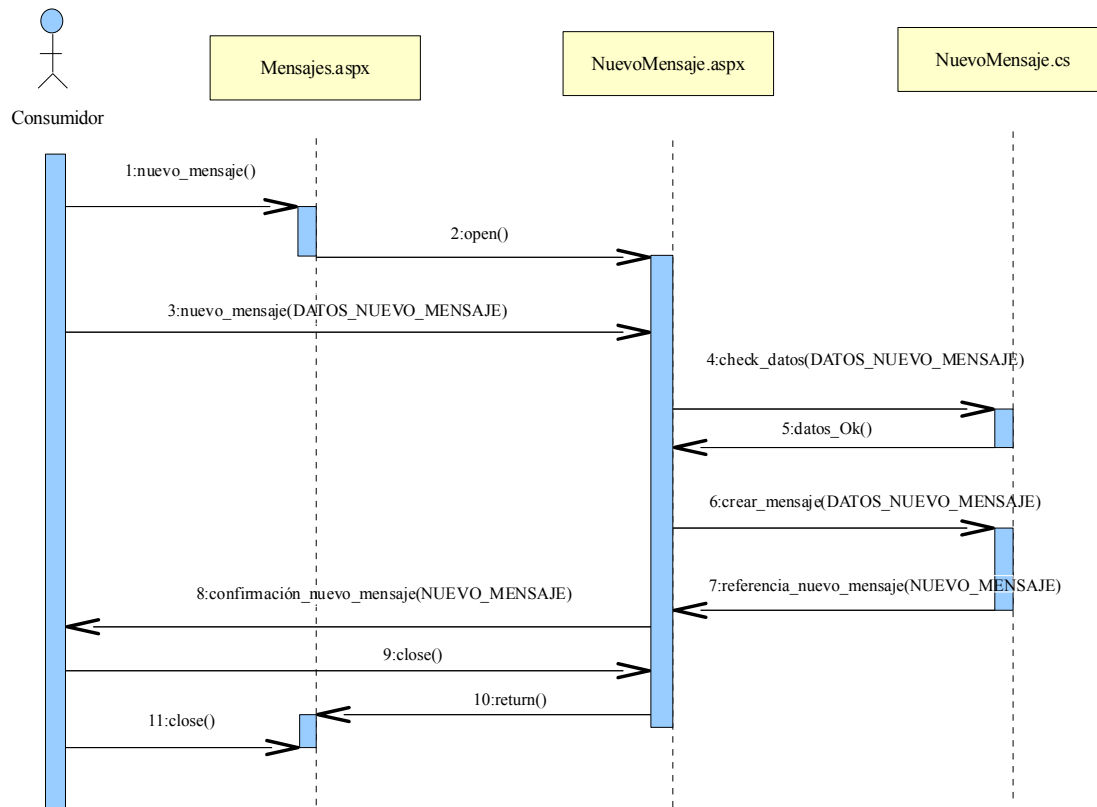 Mensajes.aspx
NuevoMensaje.aspx
NuevoMensaje.cs
Consumidor
1:nuevo_mensaje()
2:open()
3:nuevo_mensaje(DATOS_NUEVO_MENSAJE)
4:check_datos(DATOS_NUEVO_MENSAJE)
5:datos_Ok()
6:crear_mensaje(DATOS_NUEVO_MENSAJE)
7:referencia_nuevo_mensaje(NUEVO_MENSAJE)
8:confirmación_nuevo_mensaje(NUEVO_MENSAJE)
9:close()
10:return()
11:close()